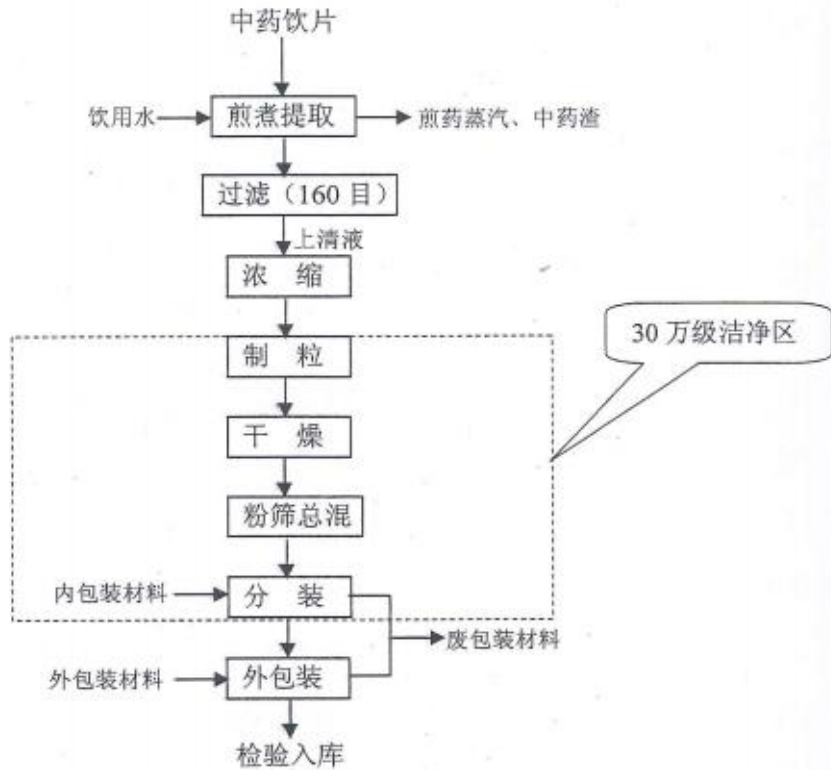 中药饮片
饮用水
煎煮提取
煎药蒸汽、中药渣
过滤（160 目）
上清液
浓 缩
30 万级洁净区
制 粒
干 燥
粉筛总混
内包装材料
分 装
废包装材料
外包装材料
外包装
检验入库